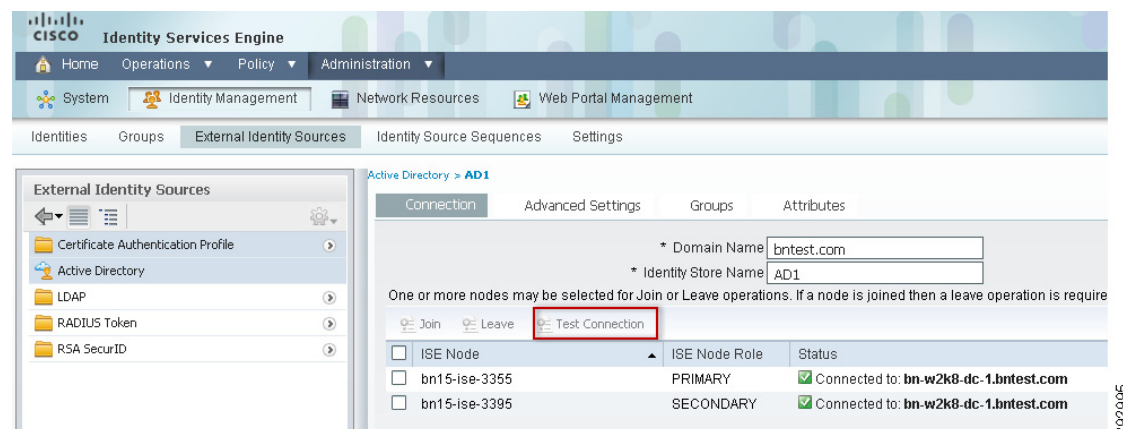 CISCO Identity Services Engine
Home Operations ▼ Policy ▼ Administration ▼
System Identity Management Network Resources Web Portal Management
Identities Groups External Identity Sources Identity Source Sequences Settings
External Identity Sources
Certificate Authentication Profile
Active Directory
LDAP
RADIUS Token
RSA SecurID
Active Directory > AD1
Connection Advanced Settings Groups Attributes
* Domain Name bntest.com
* Identity Store Name AD1
One or more nodes may be selected for Join or Leave operations. If a node is joined then a leave operation is require
Join Leave Test Connection
ISE Node ▲ ISE Node Role Status
bn15-ise-3355 PRIMARY Connected to: bn-w2k8-dc-1.bntest.com
bn15-ise-3395 SECONDARY Connected to: bn-w2k8-dc-1.bntest.com